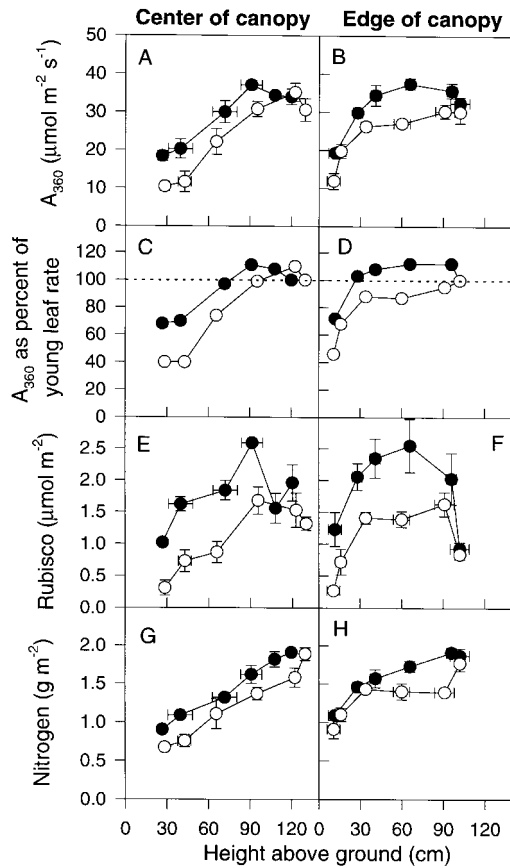 Center of canopy
Edge of canopy
A₃₆₀ (μmol m⁻² s⁻¹)
50
40
30
20
10
0
A
B
A₃₆₀ as percent of
young leaf rate
120
100
80
60
40
20
0
C
D
Rubisco (μmol m⁻²)
2.5
2.0
1.5
1.0
0.5
0.0
E
F
Nitrogen (g m⁻²)
2.0
1.5
1.0
0.5
0.0
G
H
0 30 60 90 120 0 30 60 90 120
Height above ground (cm)